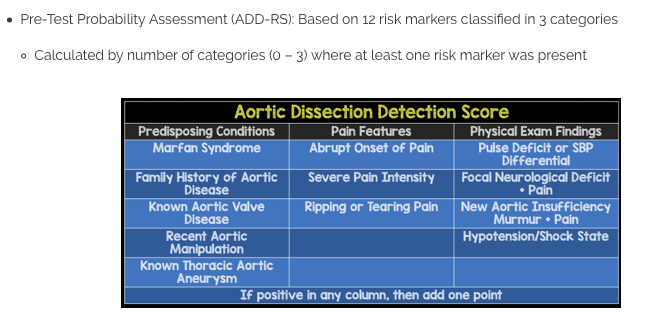 • Pre-Test Probability Assessment (ADD-RS): Based on 12 risk markers classified in 3 categories
○ Calculated by number of categories (0 – 3) where at least one risk marker was present
Aortic Dissection Detection Score
Predisposing Conditions Pain Features Physical Exam Findings
Marfan Syndrome Abrupt Onset of Pain Pulse Deficit or SBP
Differential
Family History of Aortic Severe Pain Intensity Focal Neurological Deficit
Disease • Pain
Known Aortic Valve Ripping or Tearing Pain New Aortic Insufficiency
Disease Murmur • Pain
Recent Aortic Hypotension/Shock State
Manipulation
Known Thoracic Aortic
Aneurysm
If positive in any column, then add one point